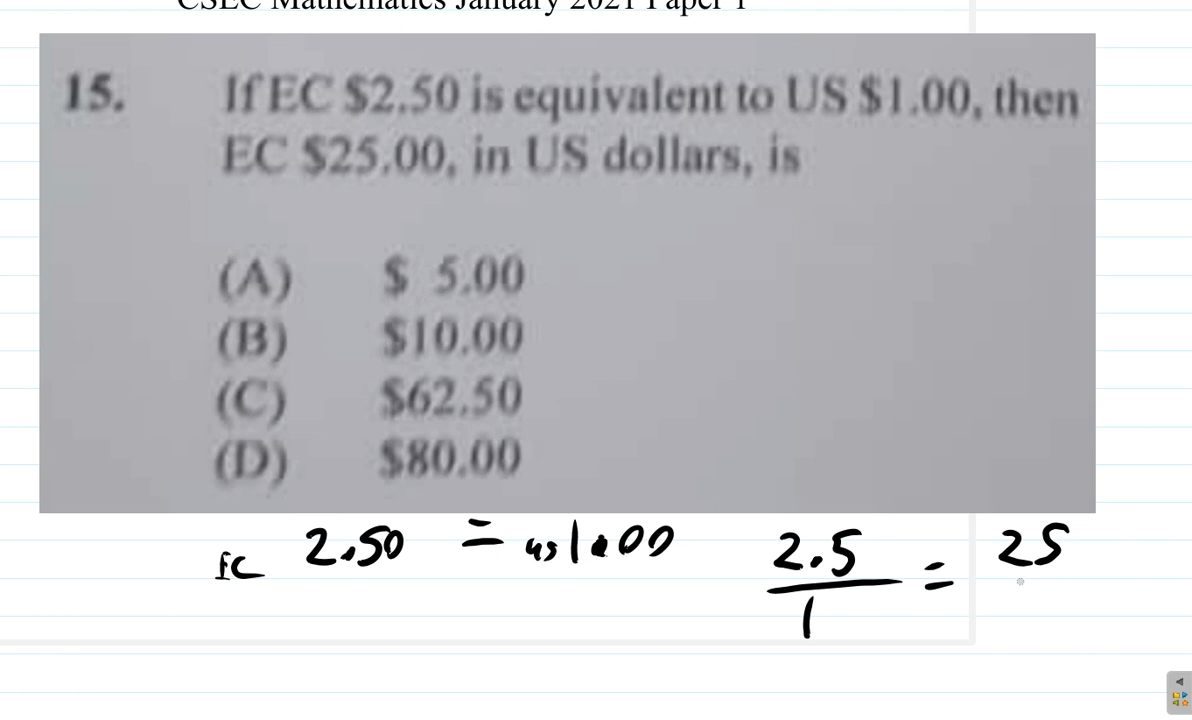 CSEC Mathematics January 2021 Paper 1
15. If EC $2.50 is equivalent to US $1.00, then
EC $25.00, in US dollars, is
(A) $ 5.00
(B) $10.00
(C) $62.50
(D) $80.00
EC 2.50 = us 1.00
2.5/1 = 25